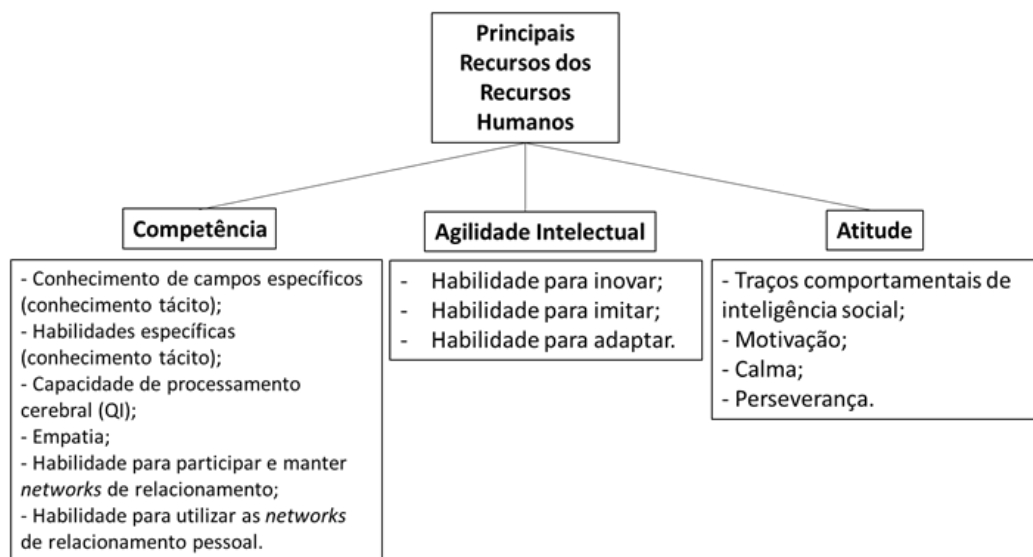 Principais
Recursos dos
Recursos
Humanos
Competência
- Conhecimento de campos específicos
(conhecimento tácito);
- Habilidades específicas
(conhecimento tácito);
- Capacidade de processamento
cerebral (QI);
- Empatia;
- Habilidade para participar e manter
networks de relacionamento;
- Habilidade para utilizar as networks
de relacionamento pessoal.
Agilidade Intelectual
- Habilidade para inovar;
- Habilidade para imitar;
- Habilidade para adaptar.
Atitude
- Traços comportamentais de
inteligência social;
- Motivação;
- Calma;
- Perseverança.